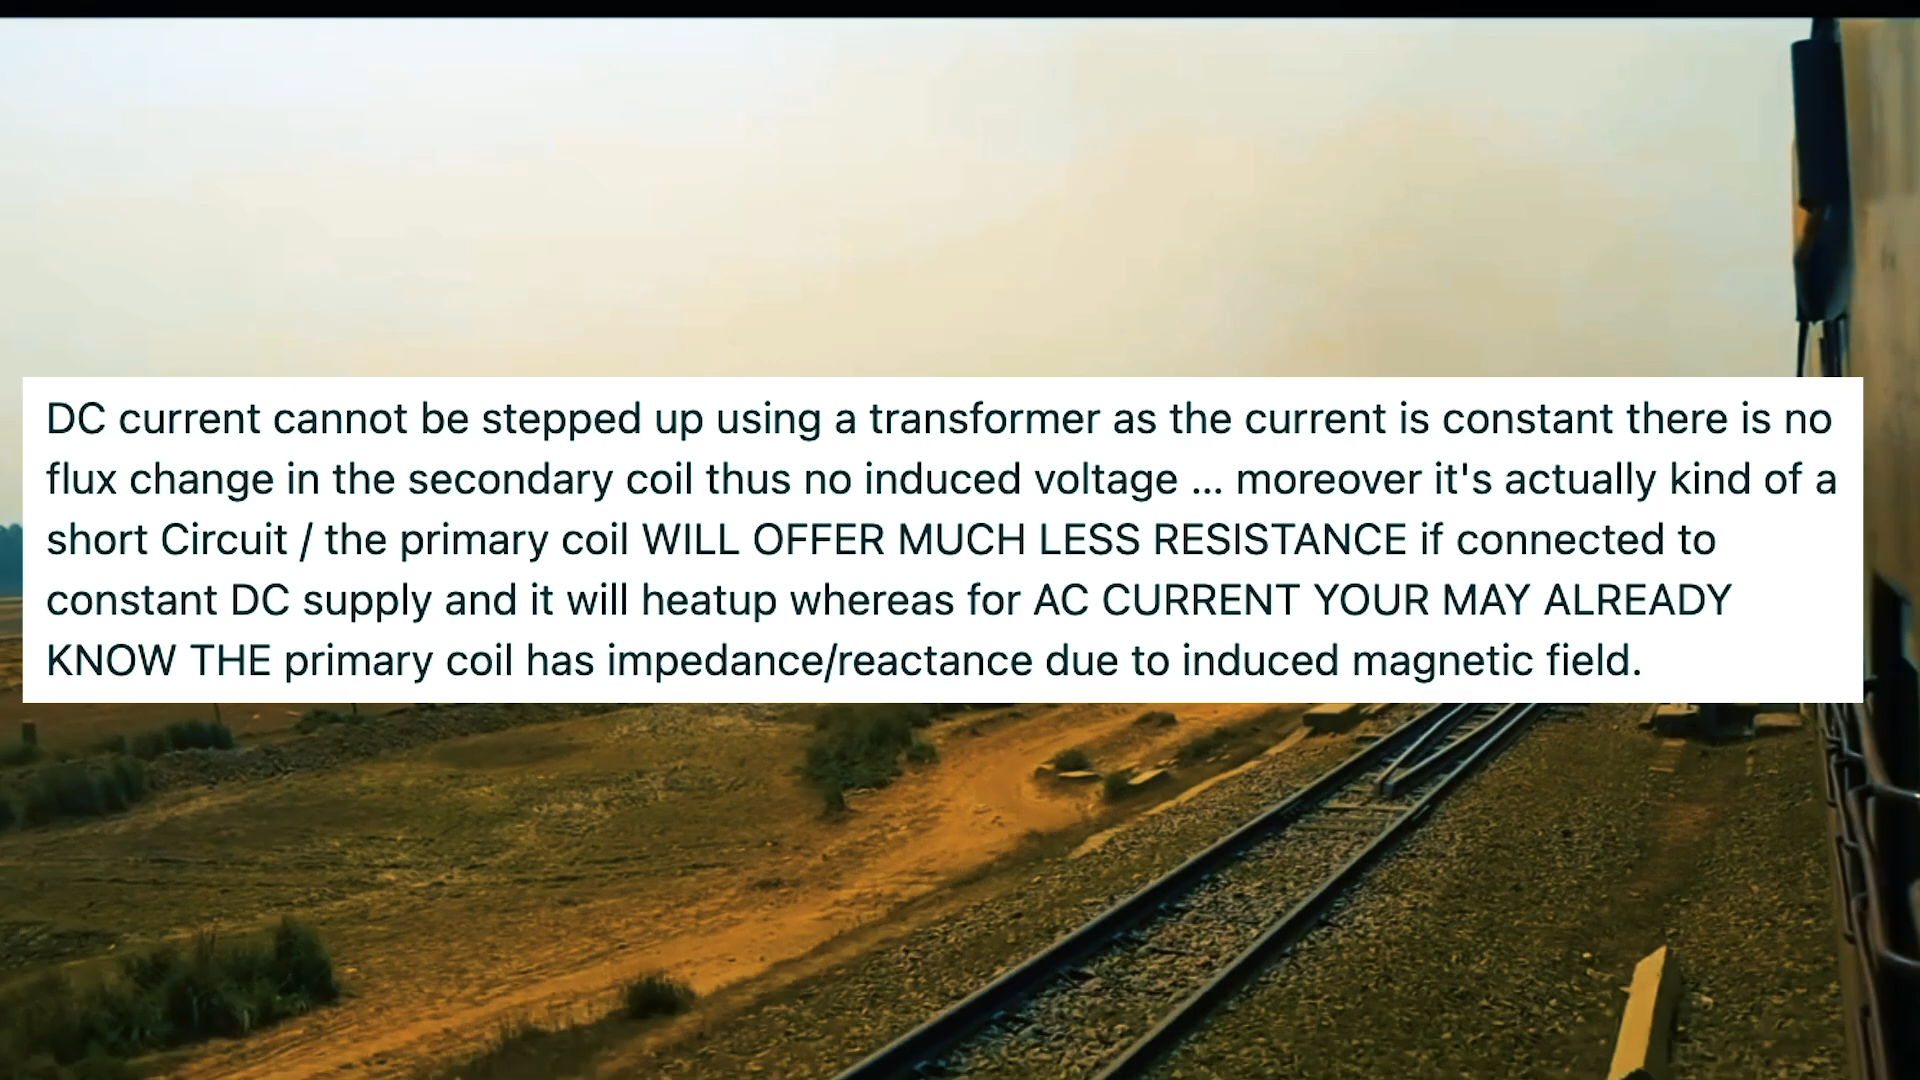 DC current cannot be stepped up using a transformer as the current is constant there is no
flux change in the secondary coil thus no induced voltage ... moreover it's actually kind of a
short Circuit / the primary coil WILL OFFER MUCH LESS RESISTANCE if connected to
constant DC supply and it will heatup whereas for AC CURRENT YOUR MAY ALREADY
KNOW THE primary coil has impedance/reactance due to induced magnetic field.